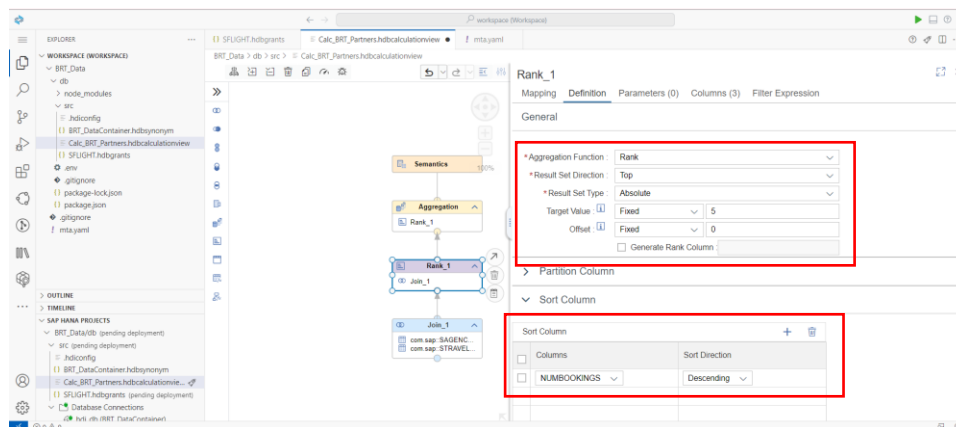 workspace (Workspace)
EXPLORER
SFLIGHT.hdbgrants
Calc_BRT_Partners.hdbcalculationview
mta.yaml
WORKSPACE (WORKSPACE)
BRT_Data > db > src > Calc_BRT_Partners.hdbcalculationview
BRT_Data
db
node_modules
src
.hdiconfig
BRT_DataContainer.hdbsynonym
Calc_BRT_Partners.hdbcalculationview
SFLIGHT.hdbgrants
.env
.gitignore
package-lock.json
package.json
.gitignore
mta.yaml
OUTLINE
TIMELINE
SAP HANA PROJECTS
BRT_Data/db (pending deployment)
src (pending deployment)
.hdiconfig
BRT_DataContainer.hdbsynonym
Calc_BRT_Partners.hdbcalculationvie...
SFLIGHT.hdbgrants (pending deployment)
Database Connections
hdi_db (BRT_DataContainer)
Semantics
100%
Aggregation
Rank_1
Rank_1
Join_1
Join_1
com.sap::SAGENC...
com.sap::STRAVEL...
Rank_1
Mapping Definition Parameters (0) Columns (3) Filter Expression
General
*Aggregation Function : Rank
*Result Set Direction : Top
*Result Set Type : Absolute
Target Value : Fixed 5
Offset : Fixed 0
Generate Rank Column :
Partition Column
Sort Column
Sort Column
Columns Sort Direction
NUMBOOKINGS Descending